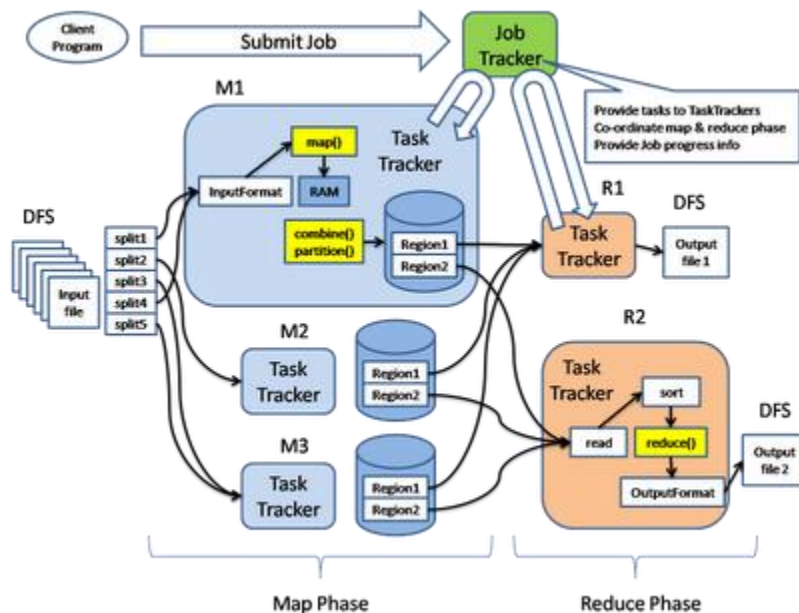 Client
Program
Submit Job
Job
Tracker
Provide tasks to TaskTrackers
Co-ordinate map & reduce phase
Provide Job progress info
M1
Task
Tracker
map()
InputFormat
RAM
combine()
partition()
Region1
Region2
DFS
Input
file
split1
split2
split3
split4
split5
M2
Task
Tracker
Region1
Region2
M3
Task
Tracker
Region1
Region2
R1
Task
Tracker
DFS
Output
file 1
R2
Task
Tracker
sort
read
reduce()
OutputFormat
DFS
Output
file 2
Map Phase
Reduce Phase